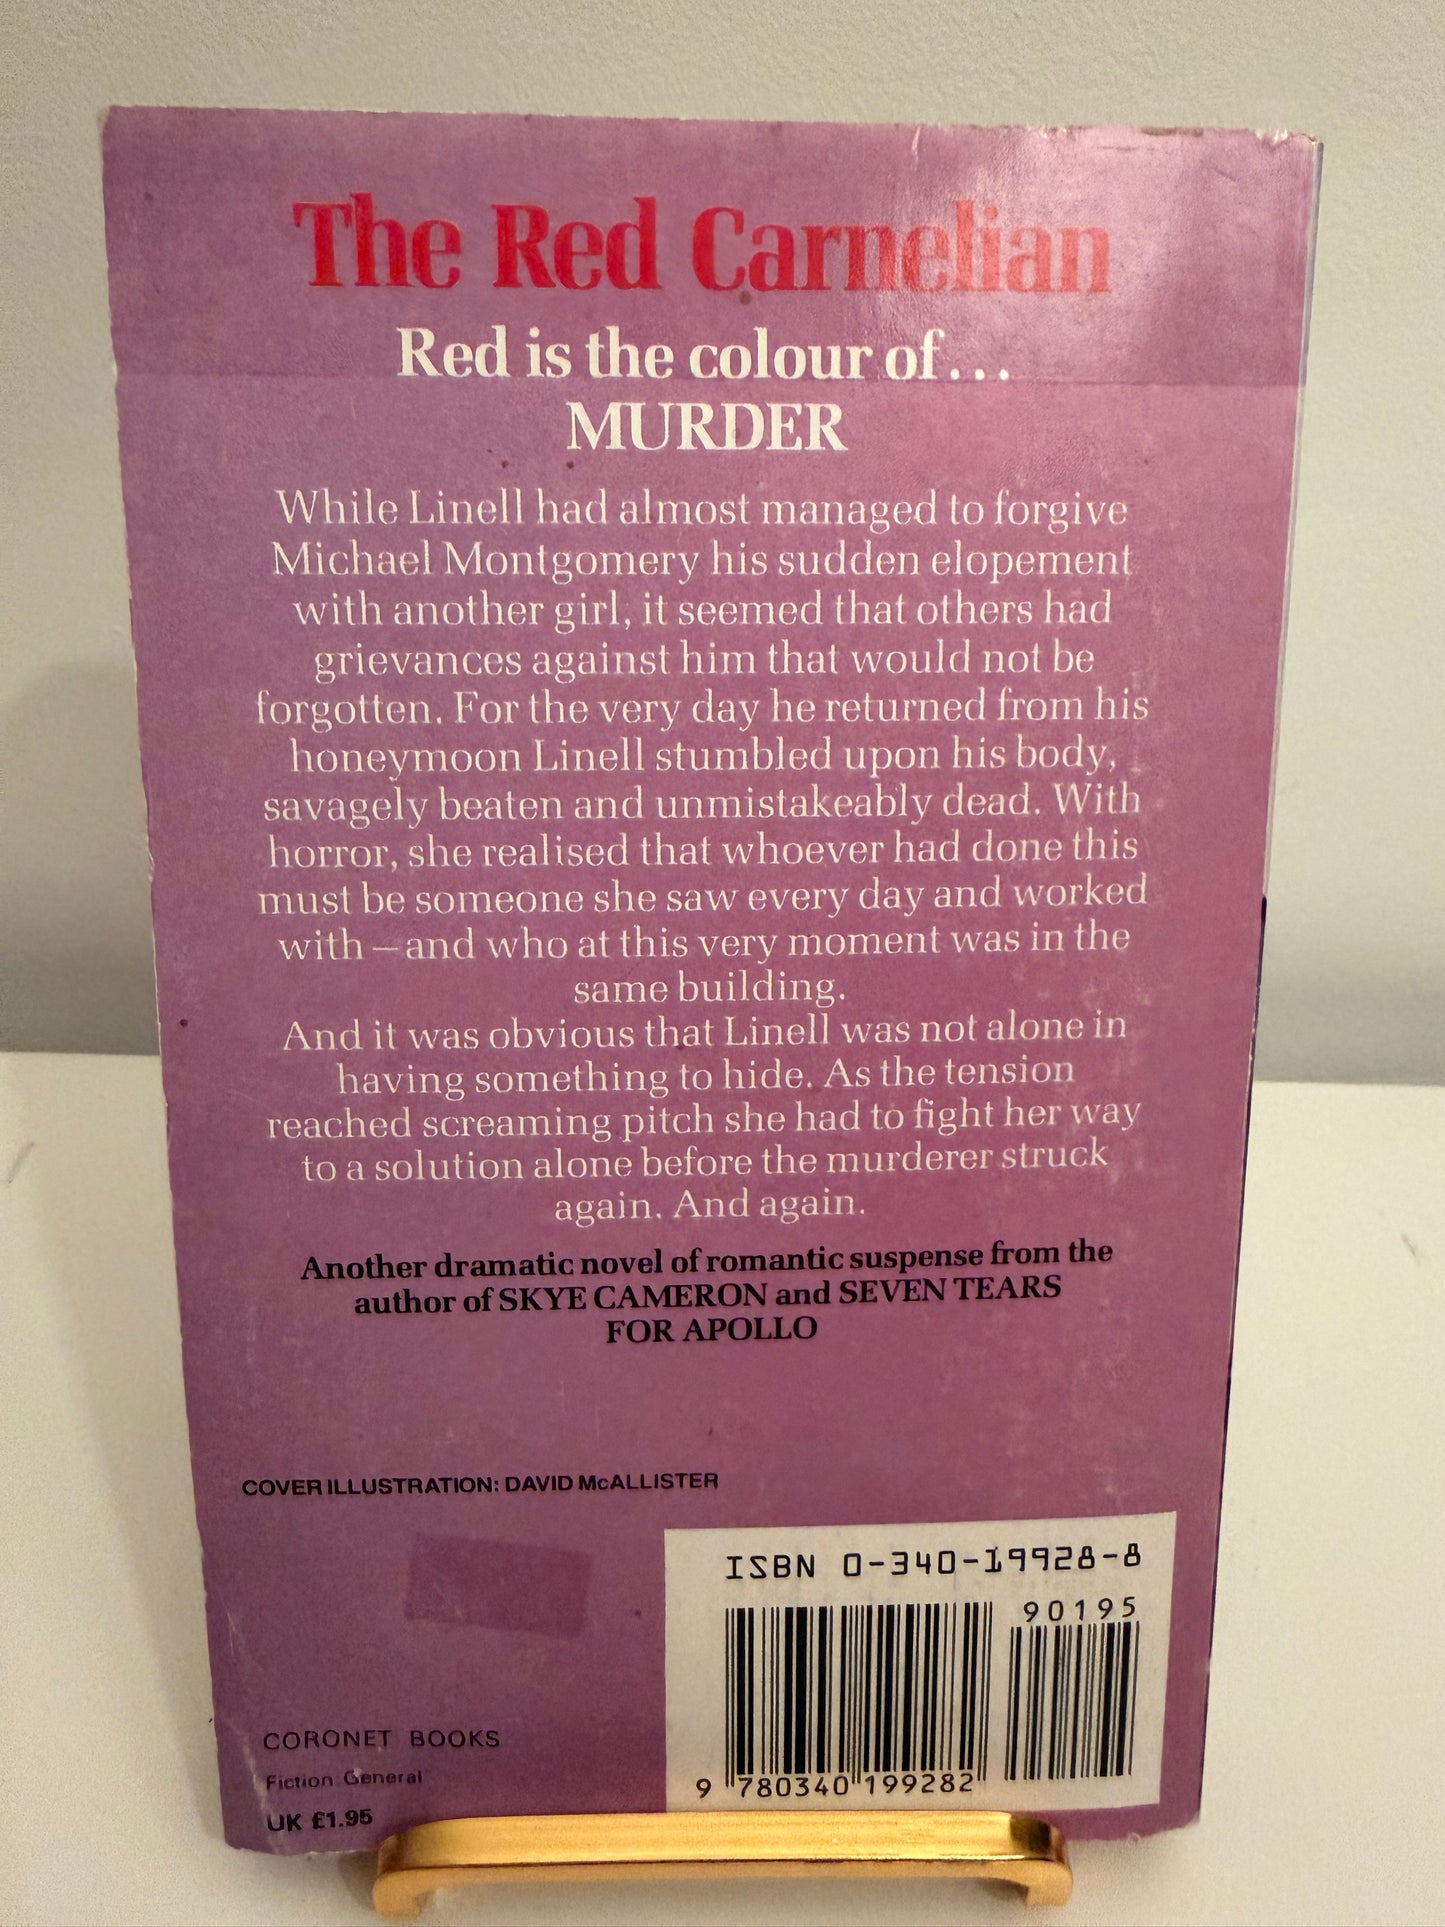 The Red Carnelian
Red is the colour of...
MURDER
While Linell had almost managed to forgive
Michael Montgomery his sudden elopement
with another girl, it seemed that others had
grievances against him that would not be
forgotten. For the very day he returned from his
honeymoon Linell stumbled upon his body,
savagely beaten and unmistakeably dead. With
horror, she realised that whoever had done this
must be someone she saw every day and worked
with—and who at this very moment was in the
same building.
And it was obvious that Linell was not alone in
having something to hide. As the tension
reached screaming pitch she had to fight her way
to a solution alone before the murderer struck
again. And again.
Another dramatic novel of romantic suspense from the
author of SKYE CAMERON and SEVEN TEARS
FOR APOLLO
COVER ILLUSTRATION: DAVID McALLISTER
ISBN 0-340-19928-8
90195
9 780340 199282
CORONET BOOKS
Fiction General
UK £1.95